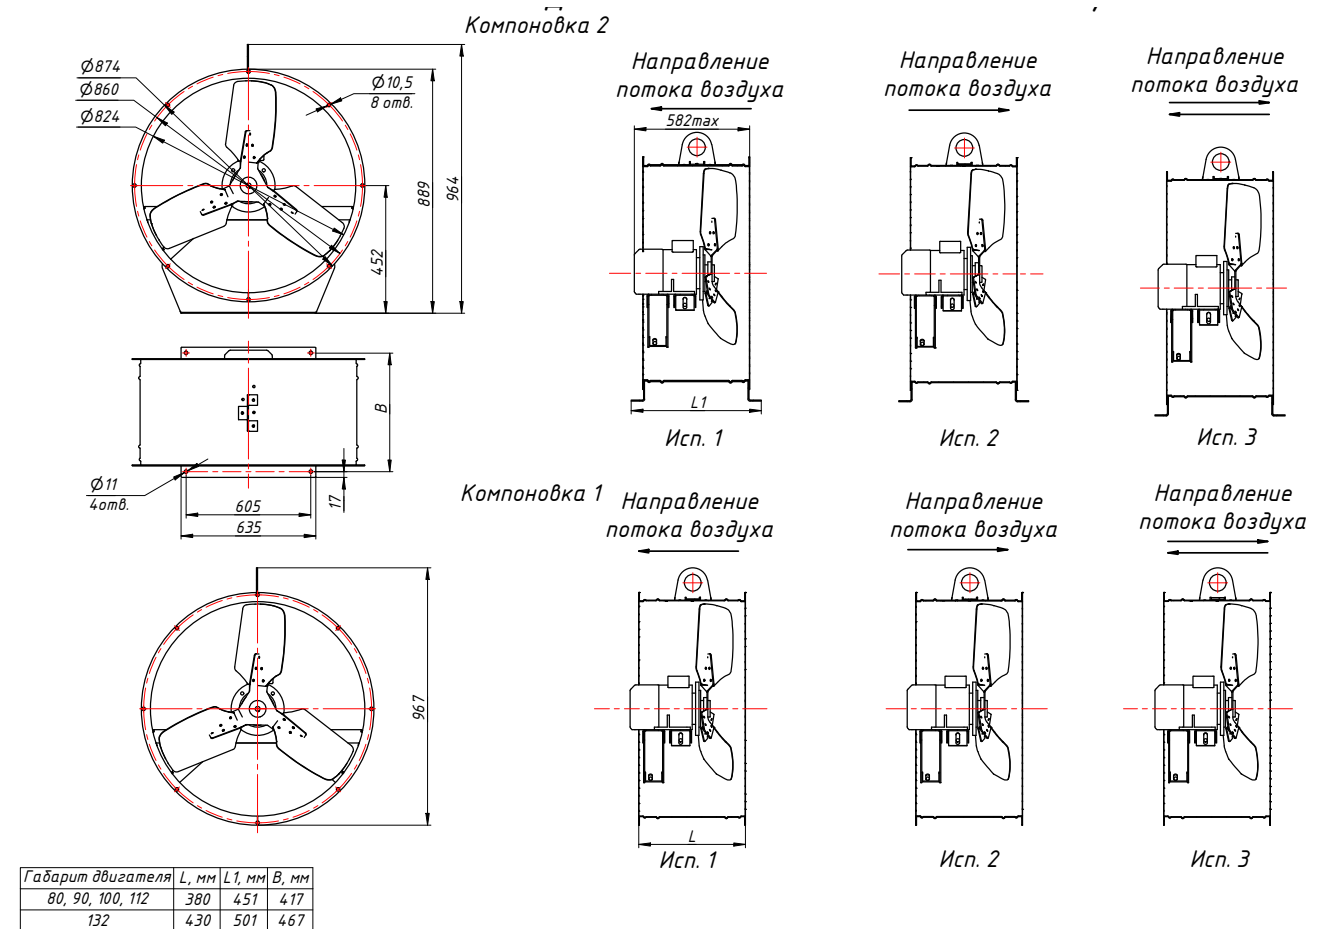 Компоновка 2
Ø874
Ø860
Ø824
Ø10,5
8 отв.
889
964
452
Направление
потока воздуха
582max
L1
Исп. 1
Направление
потока воздуха
Исп. 2
Направление
потока воздуха
Исп. 3
B
Ø11
4отв.
605
635
17
Компоновка 1
967
Направление
потока воздуха
L
Исп. 1
Направление
потока воздуха
Исп. 2
Направление
потока воздуха
Исп. 3
Габарит двигателя L, мм L1, мм B, мм
80, 90, 100, 112 380 451 417
132 430 501 467